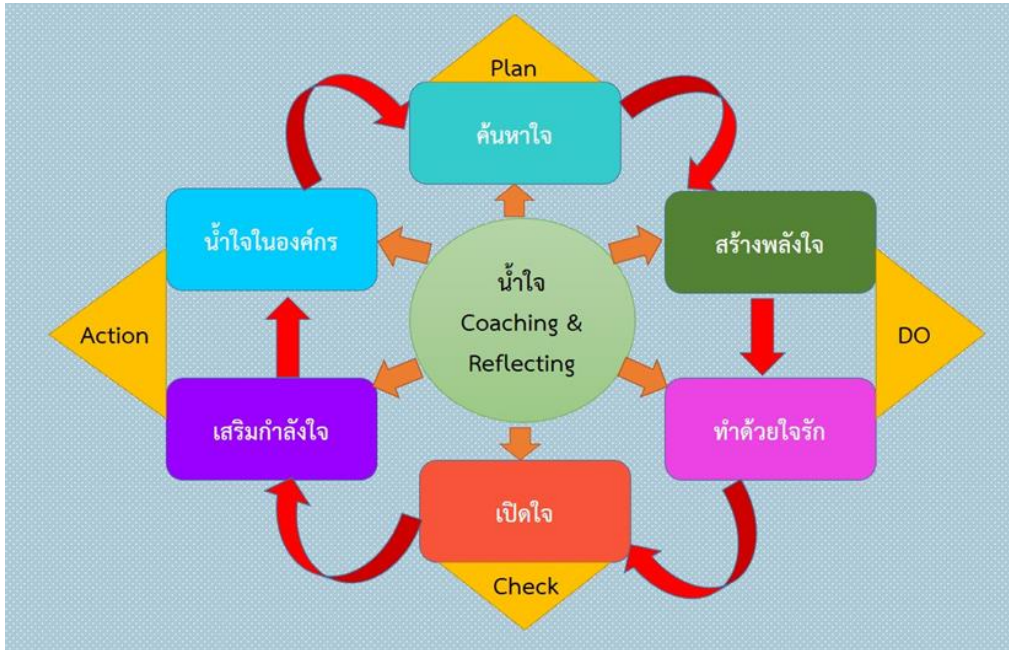 Plan
ค้นหาใจ
น้ำใจในองค์กร
สร้างพลังใจ
น้ำใจ
Coaching &
Reflecting
Action
DO
เสริมกำลังใจ
ทำด้วยใจรัก
เปิดใจ
Check